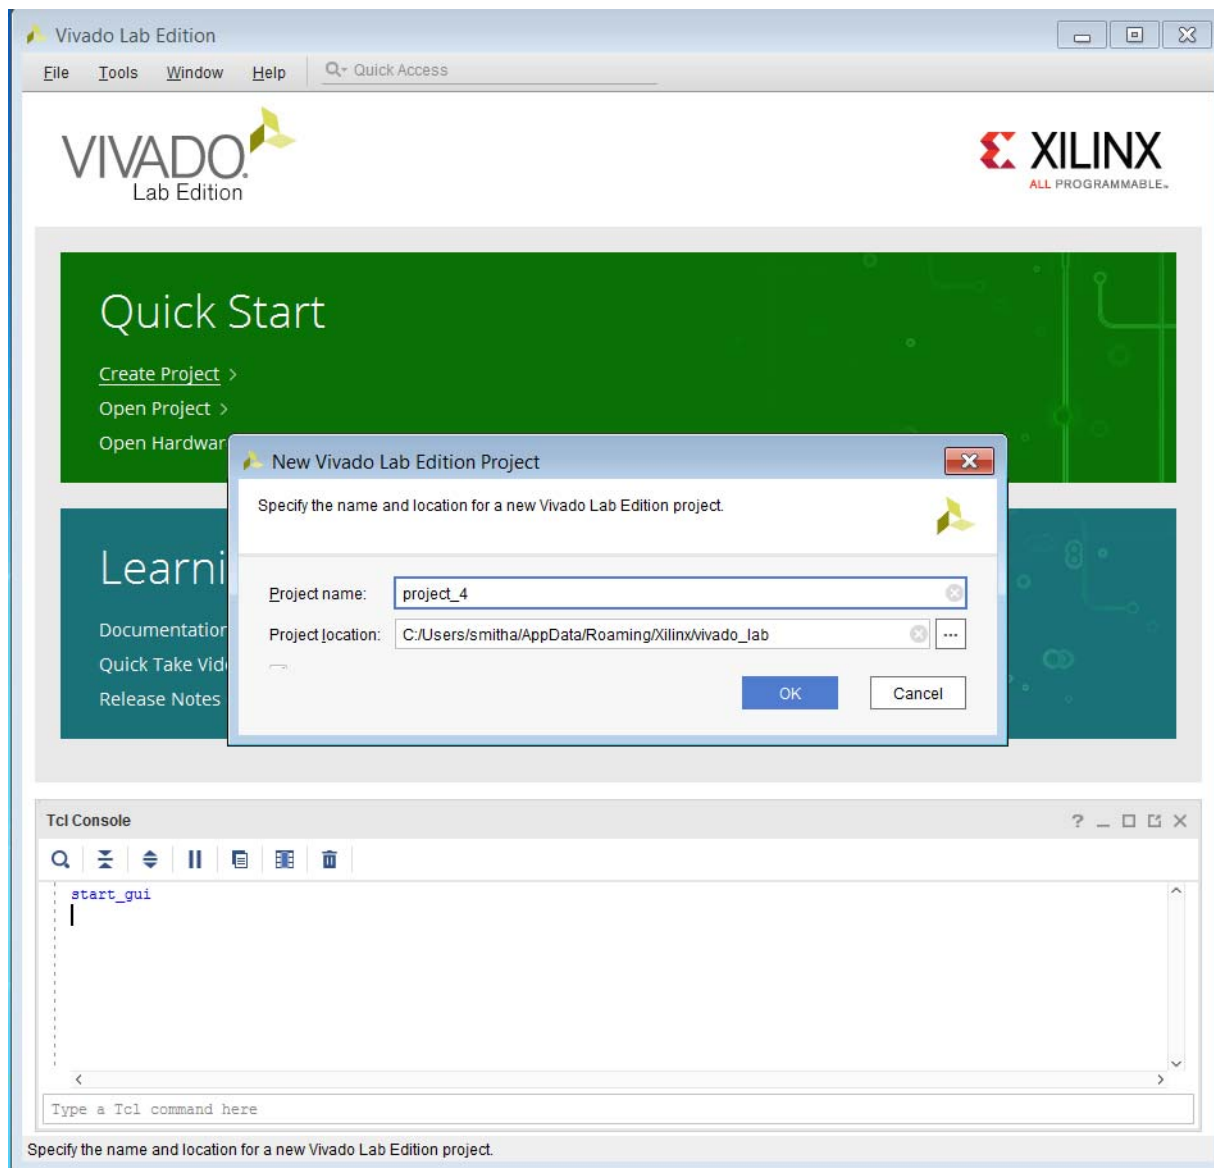 Vivado Lab Edition
File Tools Window Help Quick Access
VIVADO.
Lab Edition
XILINX
ALL PROGRAMMABLE™
Quick Start
Create Project >
Open Project >
Open Hardwar
New Vivado Lab Edition Project
Specify the name and location for a new Vivado Lab Edition project.
Learni
Project name: project_4
Documentation
Project location: C:/Users/smitha/AppData/Roaming/Xilinx/vivado_lab ...
Quick Take Vid
Release Notes
OK Cancel
Tcl Console
start_gui
Type a Tcl command here
Specify the name and location for a new Vivado Lab Edition project.